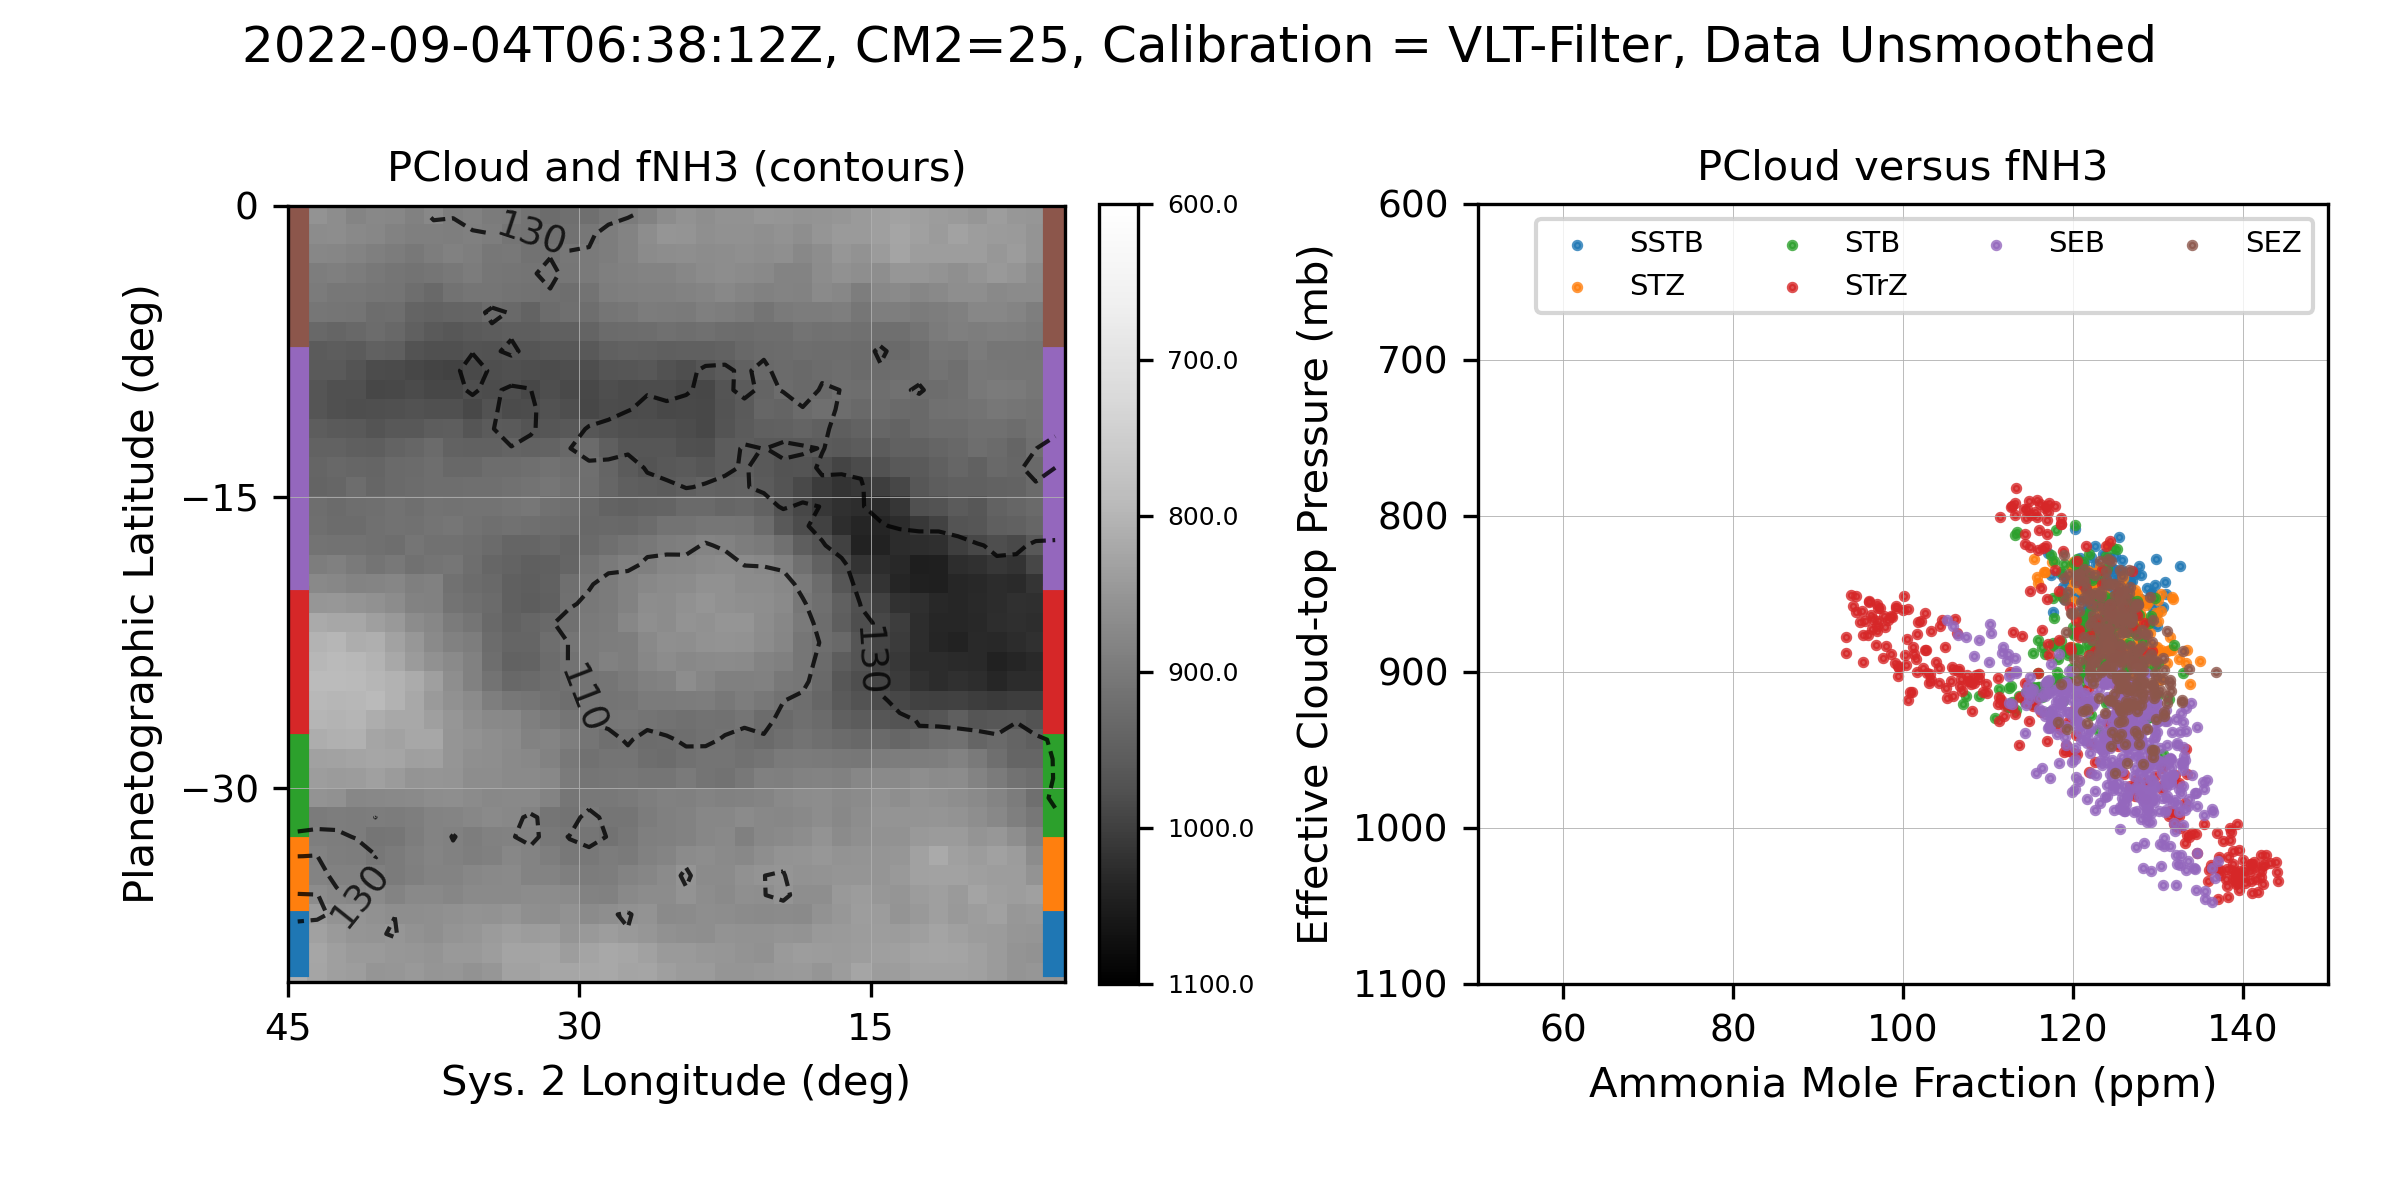 2022-09-04T06:38:12Z, CM2=25, Calibration = VLT-Filter, Data Unsmoothed
PCloud and fNH3 (contours)
Planetographic Latitude (deg)
0
−15
−30
45
30
15
Sys. 2 Longitude (deg)
130
110
130
130
600.0
700.0
800.0
900.0
1000.0
1100.0
PCloud versus fNH3
Effective Cloud-top Pressure (mb)
600
700
800
900
1000
1100
SSTB
STB
SEB
SEZ
STZ
STrZ
60
80
100
120
140
Ammonia Mole Fraction (ppm)